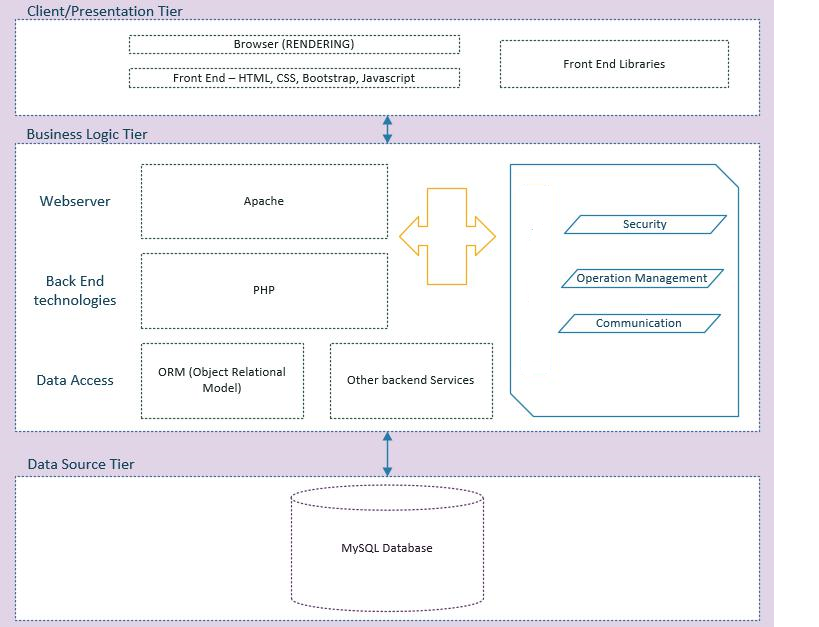 Client/Presentation Tier
Browser (RENDERING)
Front End – HTML, CSS, Bootstrap, Javascript
Front End Libraries
Business Logic Tier
Webserver
Apache
Security
Back End
technologies
PHP
Operation Management
Communication
Data Access
ORM (Object Relational
Model)
Other backend Services
Data Source Tier
MySQL Database